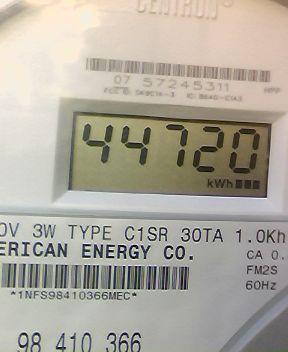 CENTRON®
07 57245311
44720
kWh
0V 3W TYPE C1SR 30TA 1.0Kh
ERICAN ENERGY CO.
CA 0.
FM2S
*1NFS98410366MEC*
60Hz
98 410 366